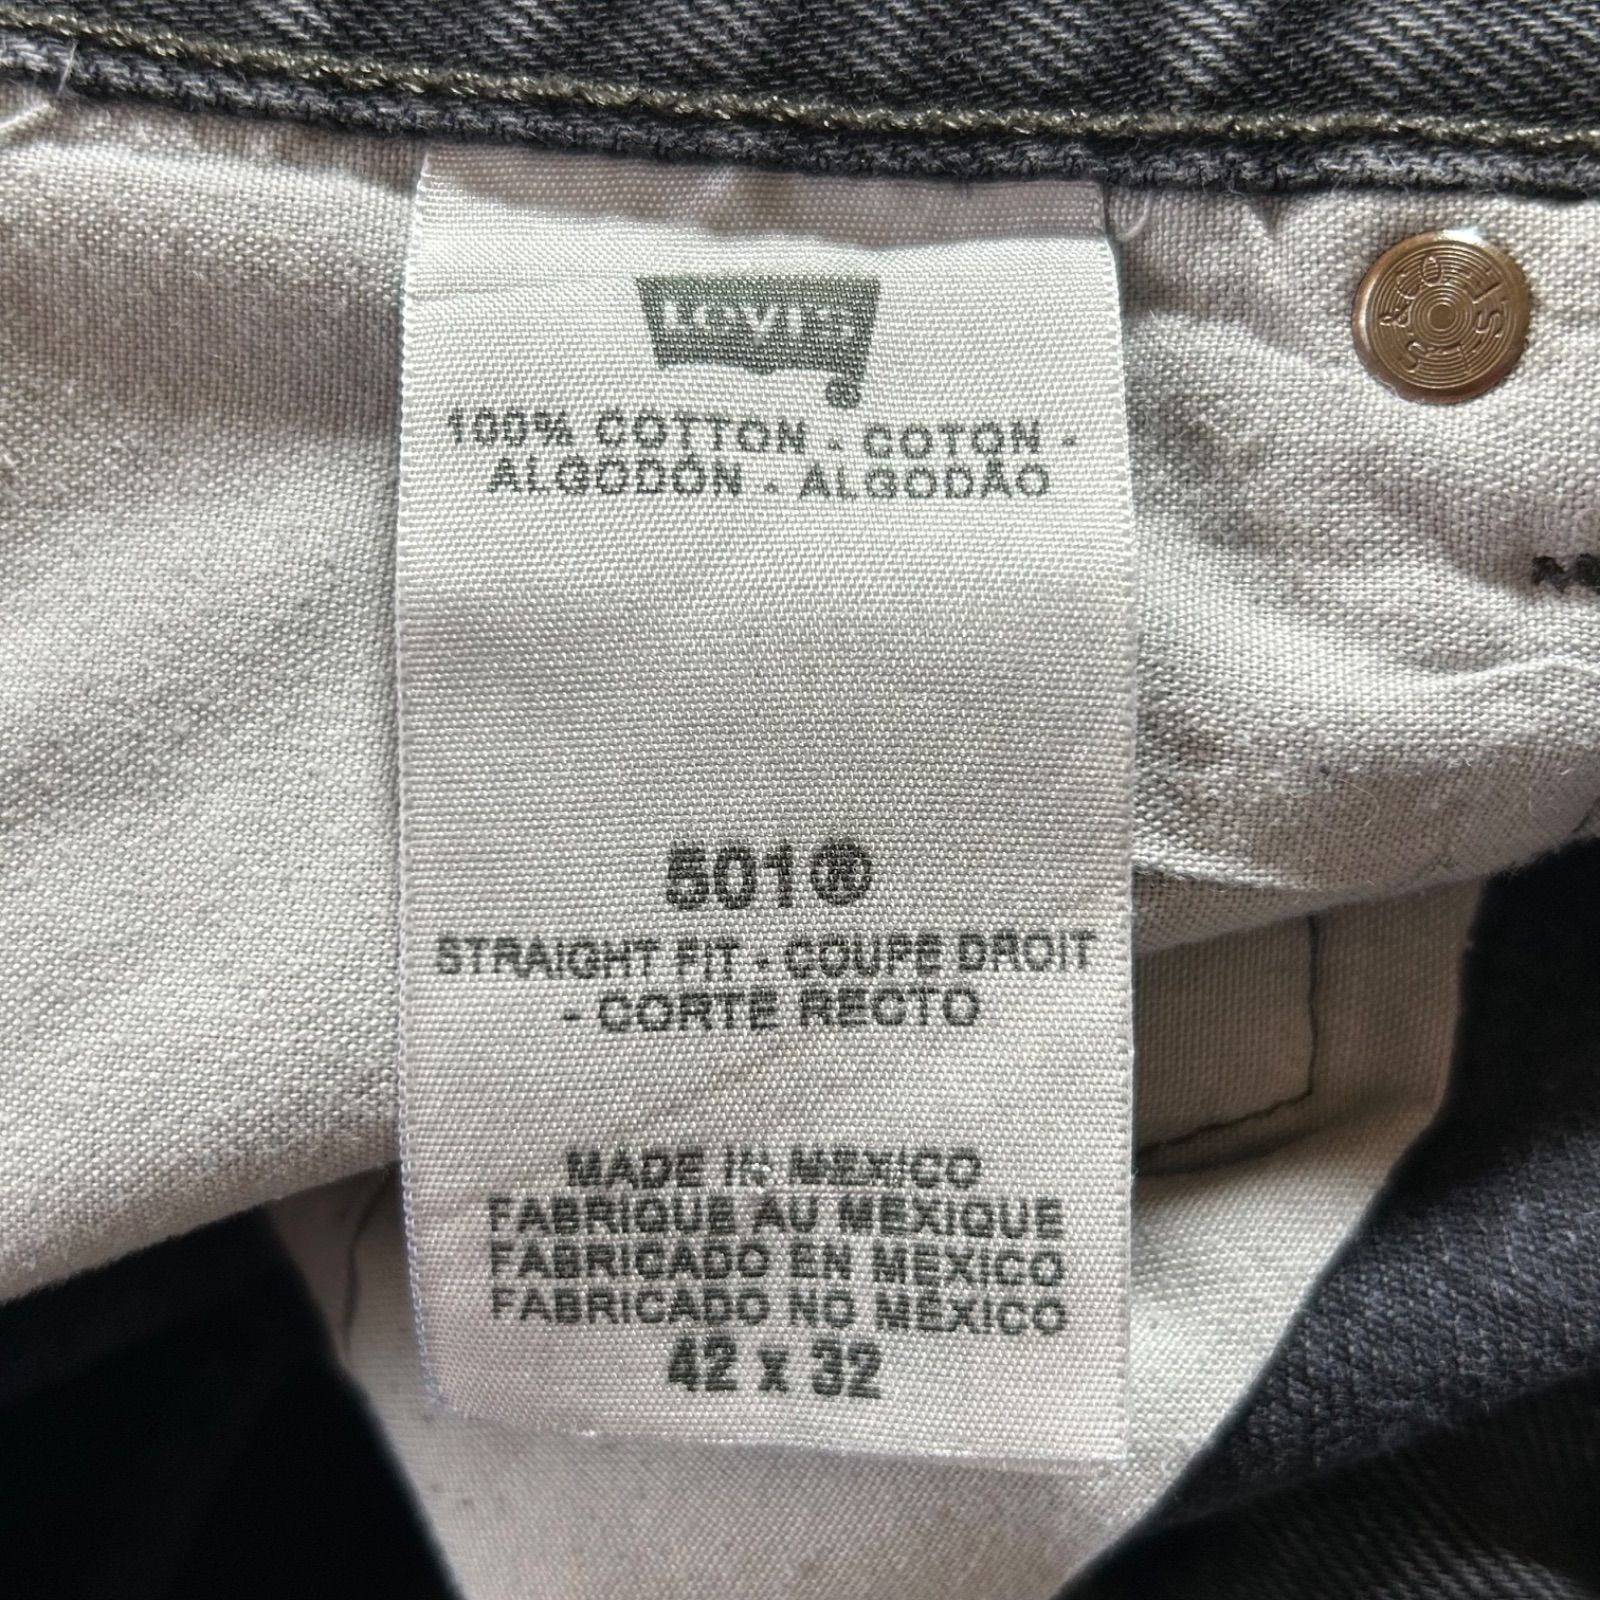 Levi's
®
100% COTTON - COTON -
ALGODÓN - ALGODÃO
501®
STRAIGHT FIT - COUPE DROIT
- CORTE RECTO
MADE IN MEXICO
FABRIQUE AU MEXIQUE
FABRICADO EN MEXICO
FABRICADO NO MÉXICO
42 x 32